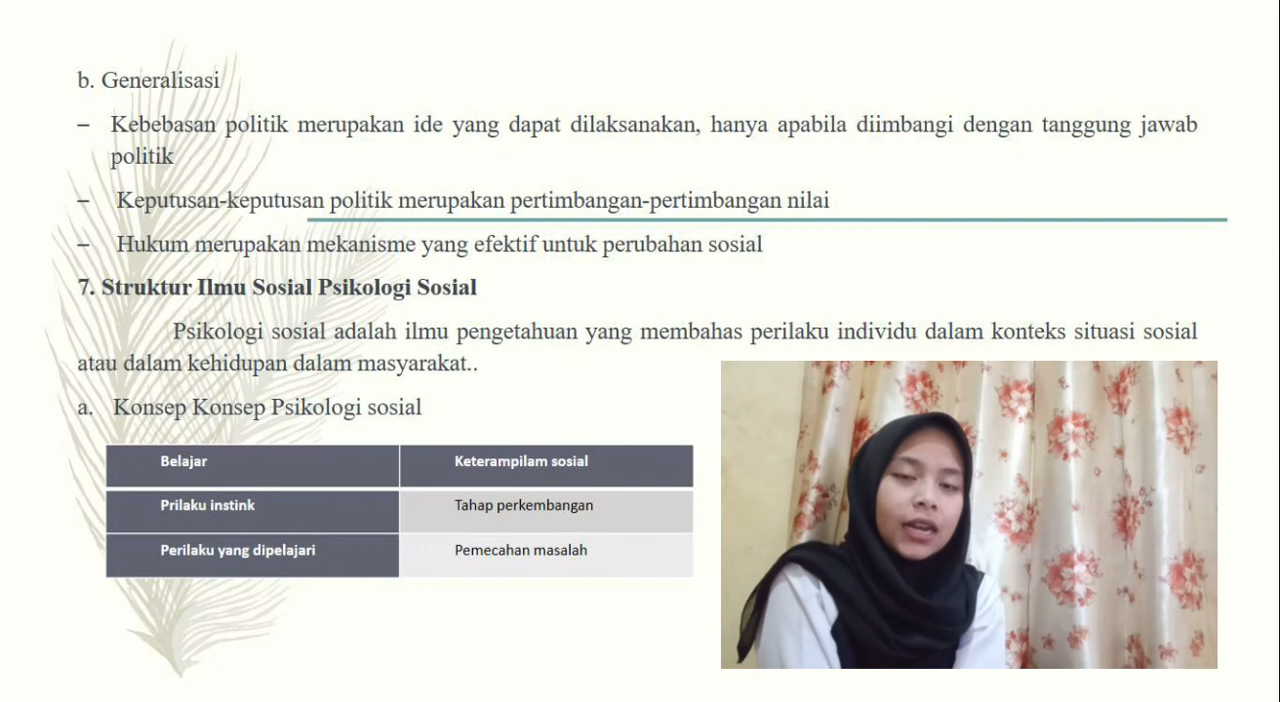 b. Generalisasi
– Kebebasan politik merupakan ide yang dapat dilaksanakan, hanya apabila diimbangi dengan tanggung jawab
politik
– Keputusan-keputusan politik merupakan pertimbangan-pertimbangan nilai
– Hukum merupakan mekanisme yang efektif untuk perubahan sosial
7. Struktur Ilmu Sosial Psikologi Sosial
Psikologi sosial adalah ilmu pengetahuan yang membahas perilaku individu dalam konteks situasi sosial
atau dalam kehidupan dalam masyarakat..
a. Konsep Konsep Psikologi sosial
Belajar Keterampilam sosial
Prilaku instink Tahap perkembangan
Perilaku yang dipelajari Pemecahan masalah